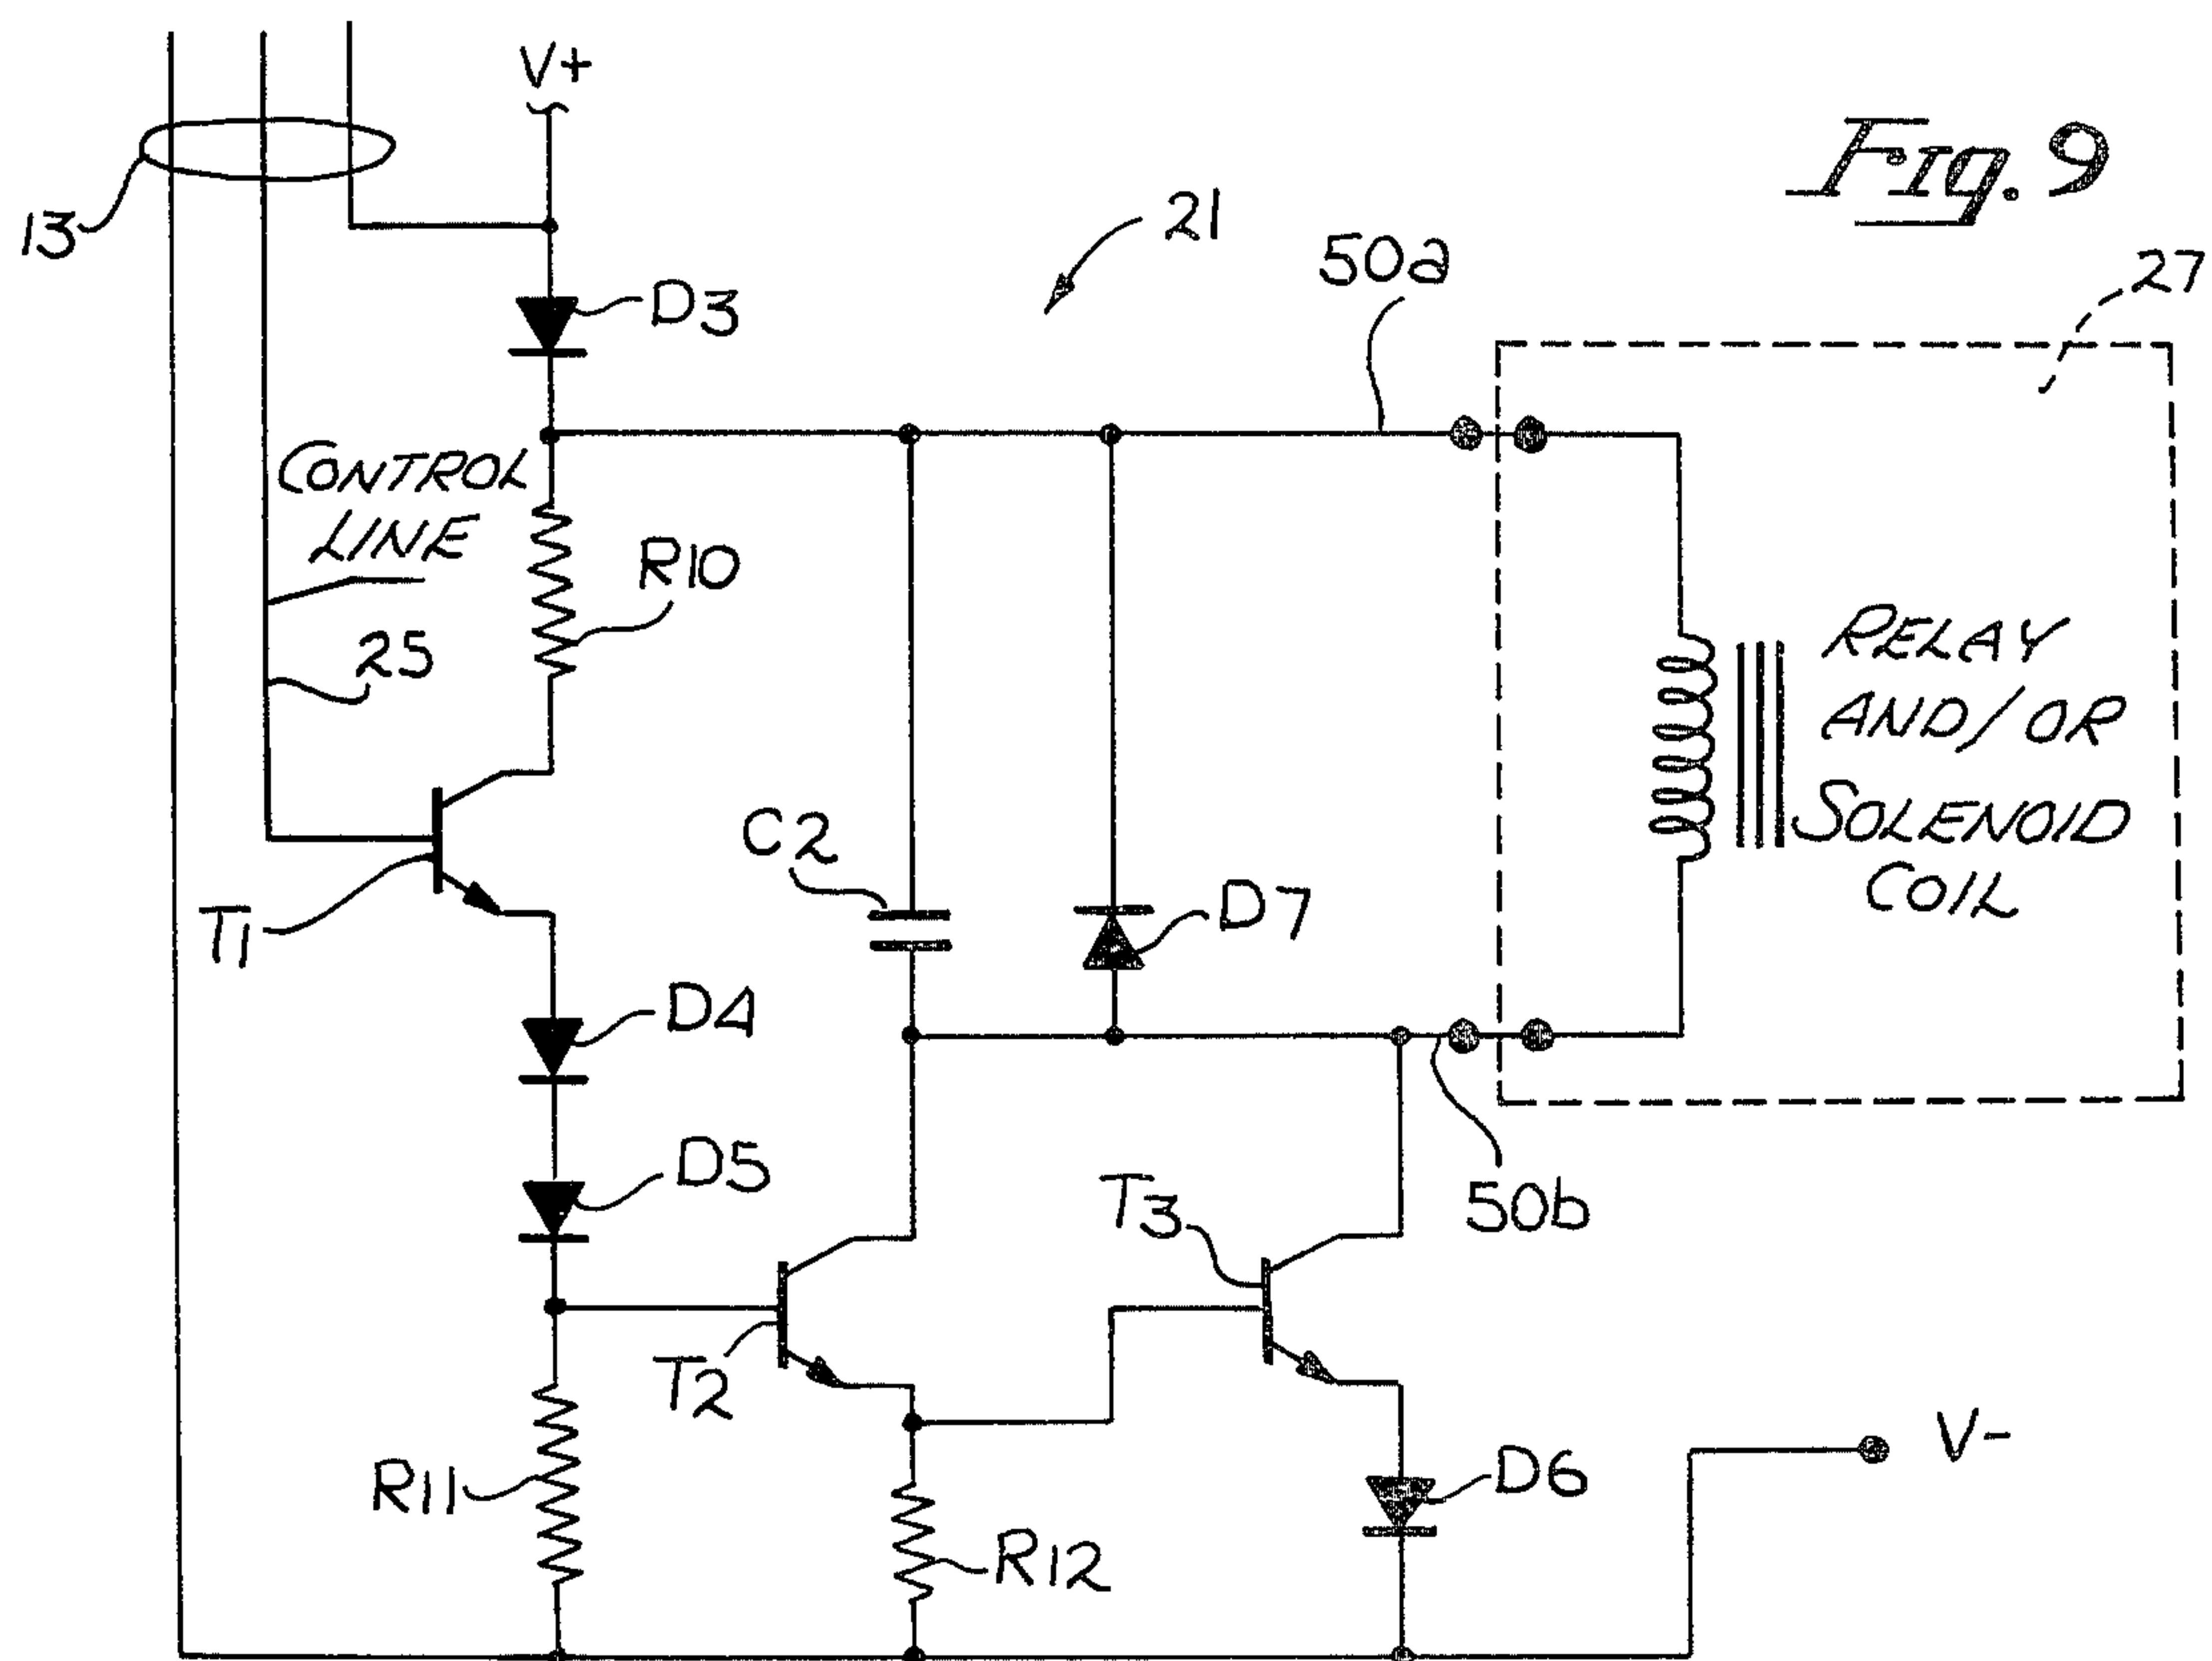 V+
Fig. 9
13
21
D3
50a
27
CONTROL
LINE
R10
25
RELAY
AND/OR
SOLENOID
COIL
C2
T1
D7
D4
D5
T3
50b
T2
V-
R11
D6
R12